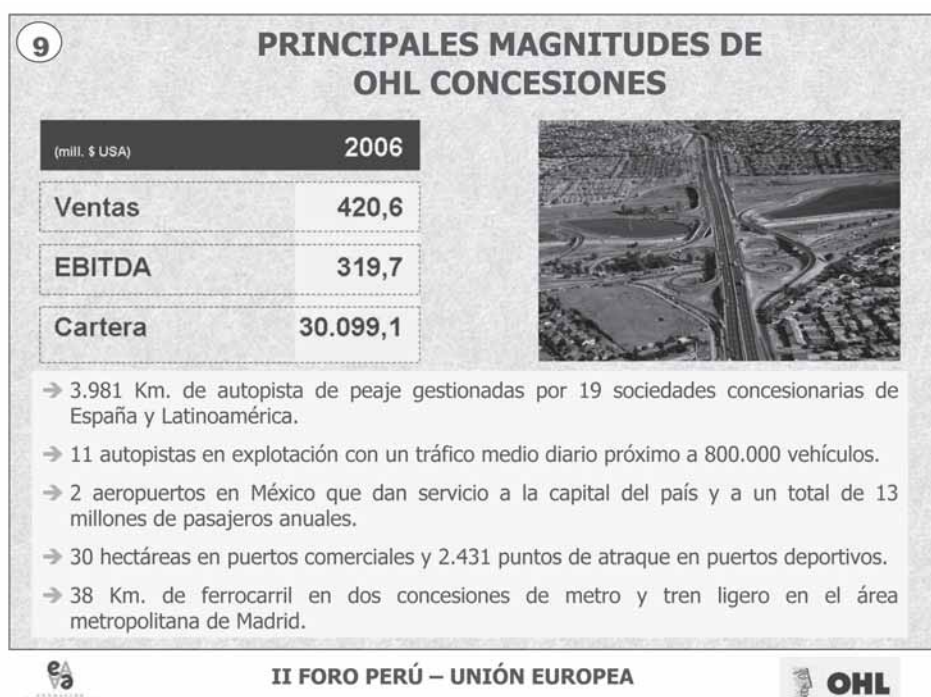 9
PRINCIPALES MAGNITUDES DE
OHL CONCESIONES
(mill. $ USA) 2006
Ventas 420,6
EBITDA 319,7
Cartera 30.099,1
→ 3.981 Km. de autopista de peaje gestionadas por 19 sociedades concesionarias de
España y Latinoamérica.
→ 11 autopistas en explotación con un tráfico medio diario próximo a 800.000 vehículos.
→ 2 aeropuertos en México que dan servicio a la capital del país y a un total de 13
millones de pasajeros anuales.
→ 30 hectáreas en puertos comerciales y 2.431 puntos de atraque en puertos deportivos.
→ 38 Km. de ferrocarril en dos concesiones de metro y tren ligero en el área
metropolitana de Madrid.
II FORO PERÚ – UNIÓN EUROPEA
OHL